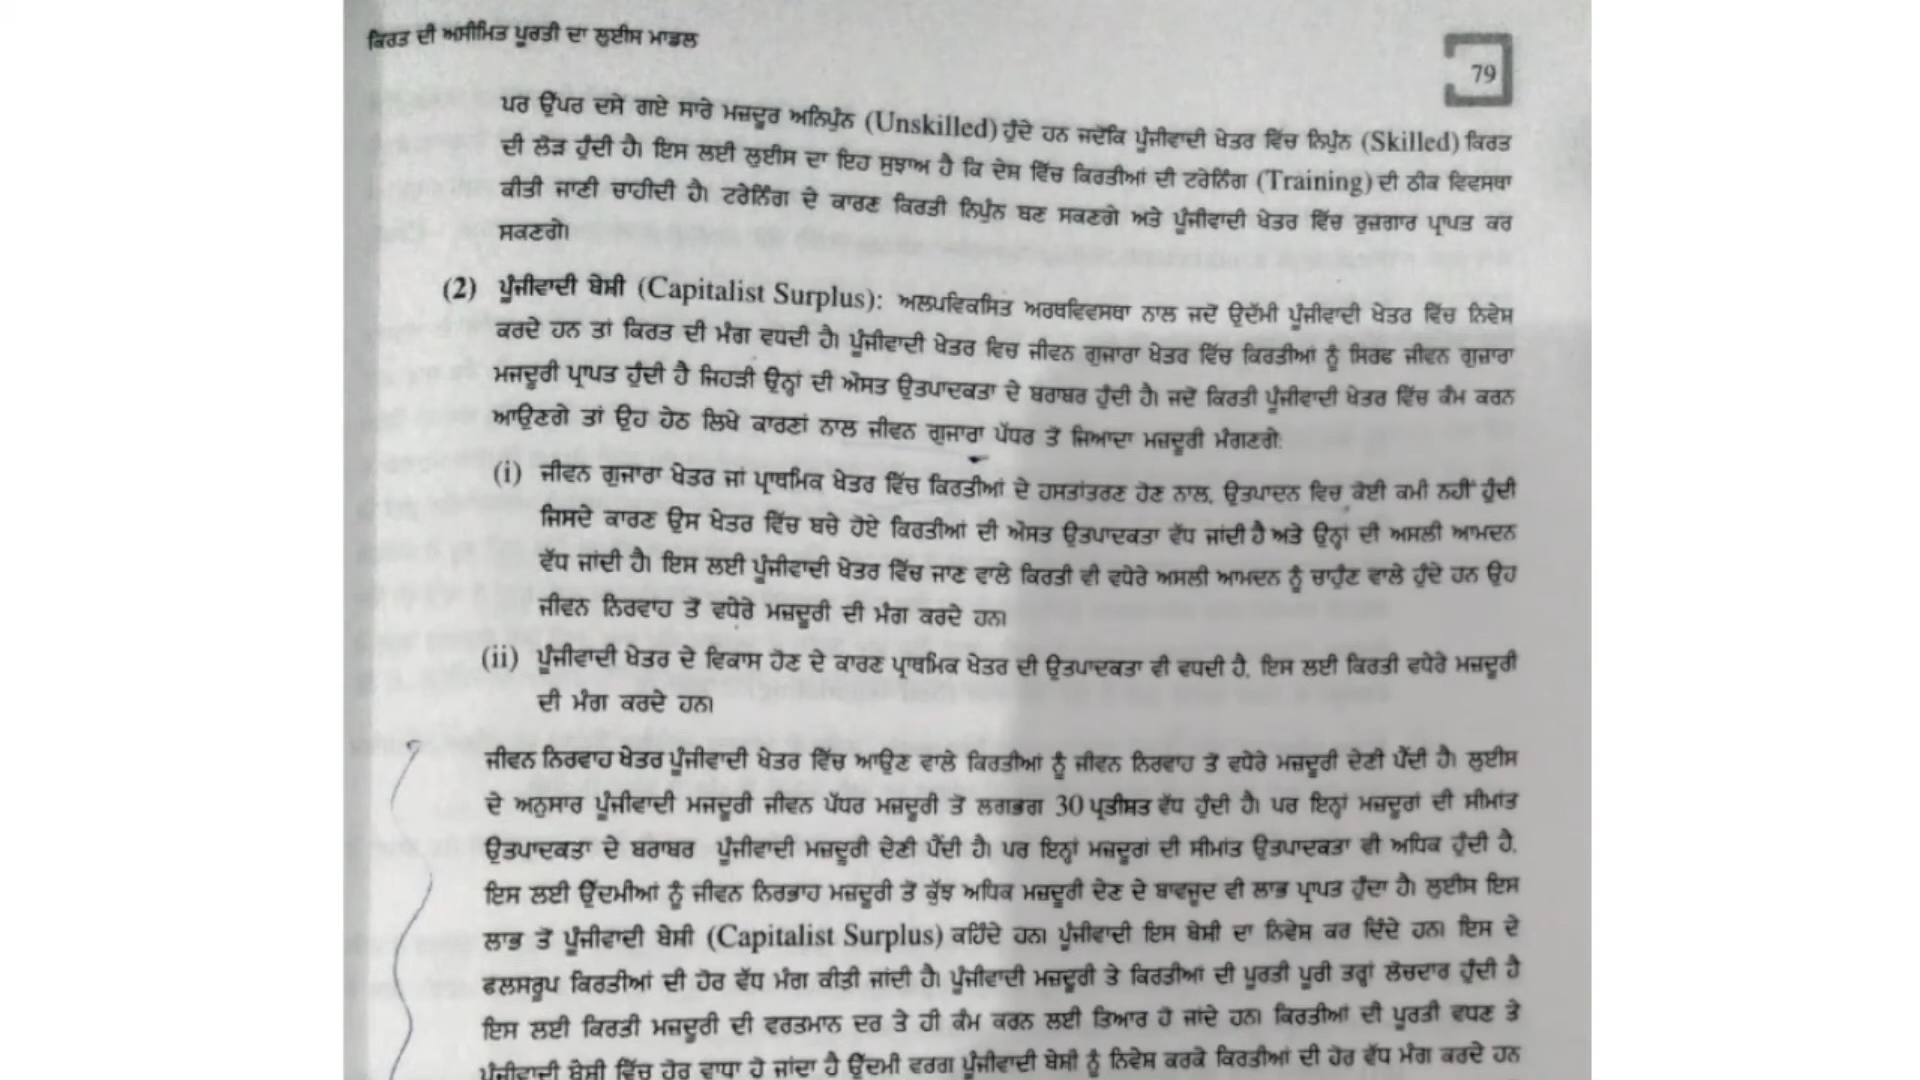 ਕਿਰਤ ਦੀ ਅਸੀਮਿਤ ਪੂਰਤੀ ਦਾ ਲੁਈਸ ਮਾਡਲ
79
ਪਰ ਉੱਪਰ ਦਸੇ ਗਏ ਸਾਰੇ ਮਜ਼ਦੂਰ ਅਨਿਪੁੰਨ (Unskilled) ਹੁੰਦੇ ਹਨ ਜਦੋਂਕਿ ਪੂੰਜੀਵਾਦੀ ਖੇਤਰ ਵਿੱਚ ਨਿਪੁੰਨ (Skilled) ਕਿਰਤ
ਦੀ ਲੋੜ ਹੁੰਦੀ ਹੈ। ਇਸ ਲਈ ਲੁਈਸ ਦਾ ਇਹ ਸੁਝਾਅ ਹੈ ਕਿ ਦੇਸ਼ ਵਿੱਚ ਕਿਰਤੀਆਂ ਦੀ ਟਰੇਨਿੰਗ (Training) ਦੀ ਠੀਕ ਵਿਵਸਥਾ
ਕੀਤੀ ਜਾਣੀ ਚਾਹੀਦੀ ਹੈ। ਟਰੇਨਿੰਗ ਦੇ ਕਾਰਣ ਕਿਰਤੀ ਨਿਪੁੰਨ ਬਣ ਸਕਣਗੇ ਅਤੇ ਪੂੰਜੀਵਾਦੀ ਖੇਤਰ ਵਿੱਚ ਰੁਜ਼ਗਾਰ ਪ੍ਰਾਪਤ ਕਰ
ਸਕਣਗੇ।
(2) ਪੂੰਜੀਵਾਦੀ ਬੇਸੀ (Capitalist Surplus): ਅਲਪਵਿਕਸਿਤ ਅਰਥਵਿਵਸਥਾ ਨਾਲ ਜਦੋਂ ਉਦੱਮੀ ਪੂੰਜੀਵਾਦੀ ਖੇਤਰ ਵਿੱਚ ਨਿਵੇਸ਼
ਕਰਦੇ ਹਨ ਤਾਂ ਕਿਰਤ ਦੀ ਮੰਗ ਵਧਦੀ ਹੈ। ਪੂੰਜੀਵਾਦੀ ਖੇਤਰ ਵਿਚ ਜੀਵਨ ਗੁਜ਼ਾਰਾ ਖੇਤਰ ਵਿੱਚ ਕਿਰਤੀਆਂ ਨੂੰ ਸਿਰਫ ਜੀਵਨ ਗੁਜ਼ਾਰਾ
ਮਜ਼ਦੂਰੀ ਪ੍ਰਾਪਤ ਹੁੰਦੀ ਹੈ ਜਿਹੜੀ ਉਨ੍ਹਾਂ ਦੀ ਔਸਤ ਉਤਪਾਦਕਤਾ ਦੇ ਬਰਾਬਰ ਹੁੰਦੀ ਹੈ। ਜਦੋਂ ਕਿਰਤੀ ਪੂੰਜੀਵਾਦੀ ਖੇਤਰ ਵਿੱਚ ਕੰਮ ਕਰਨ
ਆਉਣਗੇ ਤਾਂ ਉਹ ਹੇਠ ਲਿਖੇ ਕਾਰਣਾਂ ਨਾਲ ਜੀਵਨ ਗੁਜਾਰਾ ਪੱਧਰ ਤੋਂ ਜਿਆਦਾ ਮਜ਼ਦੂਰੀ ਮੰਗਣਗੇ:
(i) ਜੀਵਨ ਗੁਜਾਰਾ ਖੇਤਰ ਜਾਂ ਪ੍ਰਾਥਮਿਕ ਖੇਤਰ ਵਿੱਚ ਕਿਰਤੀਆਂ ਦੇ ਹਸਤਾਂਤਰਣ ਹੋਣ ਨਾਲ, ਉਤਪਾਦਨ ਵਿਚ ਕੋਈ ਕਮੀ ਨਹੀਂ ਹੁੰਦੀ
ਜਿਸਦੇ ਕਾਰਣ ਉਸ ਖੇਤਰ ਵਿੱਚ ਬਚੇ ਹੋਏ ਕਿਰਤੀਆਂ ਦੀ ਔਸਤ ਉਤਪਾਦਕਤਾ ਵੱਧ ਜਾਂਦੀ ਹੈ ਅਤੇ ਉਨ੍ਹਾਂ ਦੀ ਅਸਲੀ ਆਮਦਨ
ਵੱਧ ਜਾਂਦੀ ਹੈ। ਇਸ ਲਈ ਪੂੰਜੀਵਾਦੀ ਖੇਤਰ ਵਿੱਚ ਜਾਣ ਵਾਲੇ ਕਿਰਤੀ ਵੀ ਵਧੇਰੇ ਅਸਲੀ ਆਮਦਨ ਨੂੰ ਚਾਹੁੰਣ ਵਾਲੇ ਹੁੰਦੇ ਹਨ ਉਹ
ਜੀਵਨ ਨਿਰਵਾਹ ਤੋਂ ਵਧੇਰੇ ਮਜ਼ਦੂਰੀ ਦੀ ਮੰਗ ਕਰਦੇ ਹਨ।
(ii) ਪੂੰਜੀਵਾਦੀ ਖੇਤਰ ਦੇ ਵਿਕਾਸ ਹੋਣ ਦੇ ਕਾਰਣ ਪ੍ਰਾਥਮਿਕ ਖੇਤਰ ਦੀ ਉਤਪਾਦਕਤਾ ਵੀ ਵਧਦੀ ਹੈ, ਇਸ ਲਈ ਕਿਰਤੀ ਵਧੇਰੇ ਮਜ਼ਦੂਰੀ
ਦੀ ਮੰਗ ਕਰਦੇ ਹਨ।
ਜੀਵਨ ਨਿਰਵਾਹ ਖੇਤਰ ਪੂੰਜੀਵਾਦੀ ਖੇਤਰ ਵਿੱਚ ਆਉਣ ਵਾਲੇ ਕਿਰਤੀਆਂ ਨੂੰ ਜੀਵਨ ਨਿਰਵਾਹ ਤੋਂ ਵਧੇਰੇ ਮਜ਼ਦੂਰੀ ਦੇਣੀ ਪੈਂਦੀ ਹੈ। ਲੁਈਸ
ਦੇ ਅਨੁਸਾਰ ਪੂੰਜੀਵਾਦੀ ਮਜ਼ਦੂਰੀ ਜੀਵਨ ਪੱਧਰ ਮਜ਼ਦੂਰੀ ਤੋਂ ਲਗਭਗ 30 ਪ੍ਰਤੀਸ਼ਤ ਵੱਧ ਹੁੰਦੀ ਹੈ। ਪਰ ਇਨ੍ਹਾਂ ਮਜ਼ਦੂਰਾਂ ਦੀ ਸੀਮਾਂਤ
ਉਤਪਾਦਕਤਾ ਦੇ ਬਰਾਬਰ ਪੂੰਜੀਵਾਦੀ ਮਜ਼ਦੂਰੀ ਦੇਣੀ ਪੈਂਦੀ ਹੈ। ਪਰ ਇਨ੍ਹਾਂ ਮਜ਼ਦੂਰਾਂ ਦੀ ਸੀਮਾਂਤ ਉਤਪਾਦਕਤਾ ਵੀ ਅਧਿਕ ਹੁੰਦੀ ਹੈ,
ਇਸ ਲਈ ਉੱਦਮੀਆਂ ਨੂੰ ਜੀਵਨ ਨਿਰਭਾਹ ਮਜ਼ਦੂਰੀ ਤੋਂ ਕੁੱਝ ਅਧਿਕ ਮਜ਼ਦੂਰੀ ਦੇਣ ਦੇ ਬਾਵਜੂਦ ਵੀ ਲਾਭ ਪ੍ਰਾਪਤ ਹੁੰਦਾ ਹੈ। ਲੁਈਸ ਇਸ
ਲਾਭ ਤੋਂ ਪੂੰਜੀਵਾਦੀ ਬੇਸੀ (Capitalist Surplus) ਕਹਿੰਦੇ ਹਨ। ਪੂੰਜੀਵਾਦੀ ਇਸ ਬੇਸੀ ਦਾ ਨਿਵੇਸ਼ ਕਰ ਦਿੰਦੇ ਹਨ। ਇਸ ਦੇ
ਫਲਸਰੂਪ ਕਿਰਤੀਆਂ ਦੀ ਹੋਰ ਵੱਧ ਮੰਗ ਕੀਤੀ ਜਾਂਦੀ ਹੈ। ਪੂੰਜੀਵਾਦੀ ਮਜ਼ਦੂਰੀ ਤੇ ਕਿਰਤੀਆਂ ਦੀ ਪੂਰਤੀ ਪੂਰੀ ਤਰ੍ਹਾਂ ਲੋਚਦਾਰ ਹੁੰਦੀ ਹੈ
ਇਸ ਲਈ ਕਿਰਤੀ ਮਜ਼ਦੂਰੀ ਦੀ ਵਰਤਮਾਨ ਦਰ ਤੇ ਹੀ ਕੰਮ ਕਰਨ ਲਈ ਤਿਆਰ ਹੋ ਜਾਂਦੇ ਹਨ। ਕਿਰਤੀਆਂ ਦੀ ਪੂਰਤੀ ਵਧਣ ਤੇ
ਪੂੰਜੀਵਾਦੀ ਬੇਸੀ ਵਿੱਚ ਹੋਰ ਵਾਧਾ ਹੋ ਜਾਂਦਾ ਹੈ ਉੱਦਮੀ ਵਰਗ ਪੂੰਜੀਵਾਦੀ ਬੇਸੀ ਨੂੰ ਨਿਵੇਸ਼ ਕਰਕੇ ਕਿਰਤੀਆਂ ਦੀ ਹੋਰ ਵੱਧ ਮੰਗ ਕਰਦੇ ਹਨ